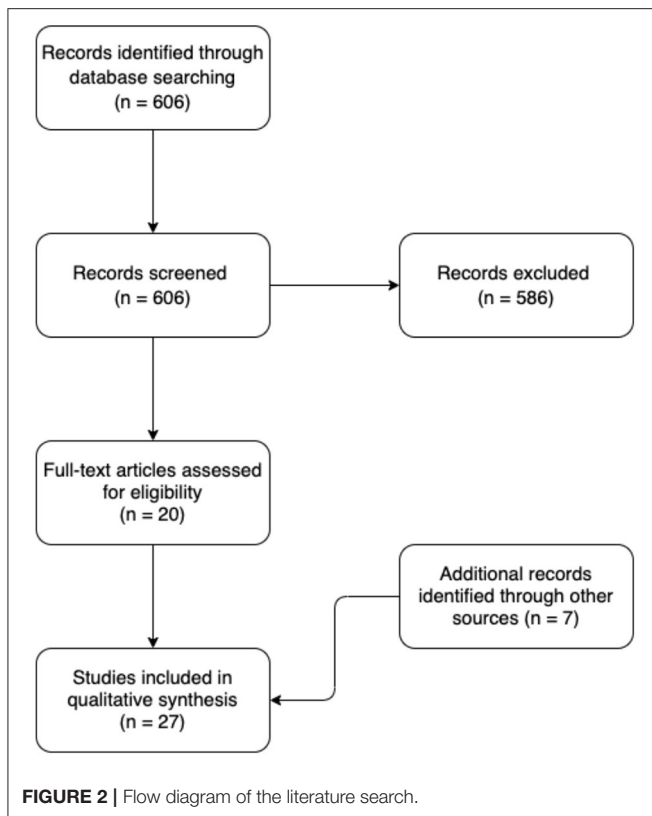 Records identified through
database searching
(n = 606)
Records screened
(n = 606)
Records excluded
(n = 586)
Full-text articles assessed
for eligibility
(n = 20)
Additional records
identified through other
sources (n = 7)
Studies included in
qualitative synthesis
(n = 27)
FIGURE 2 | Flow diagram of the literature search.